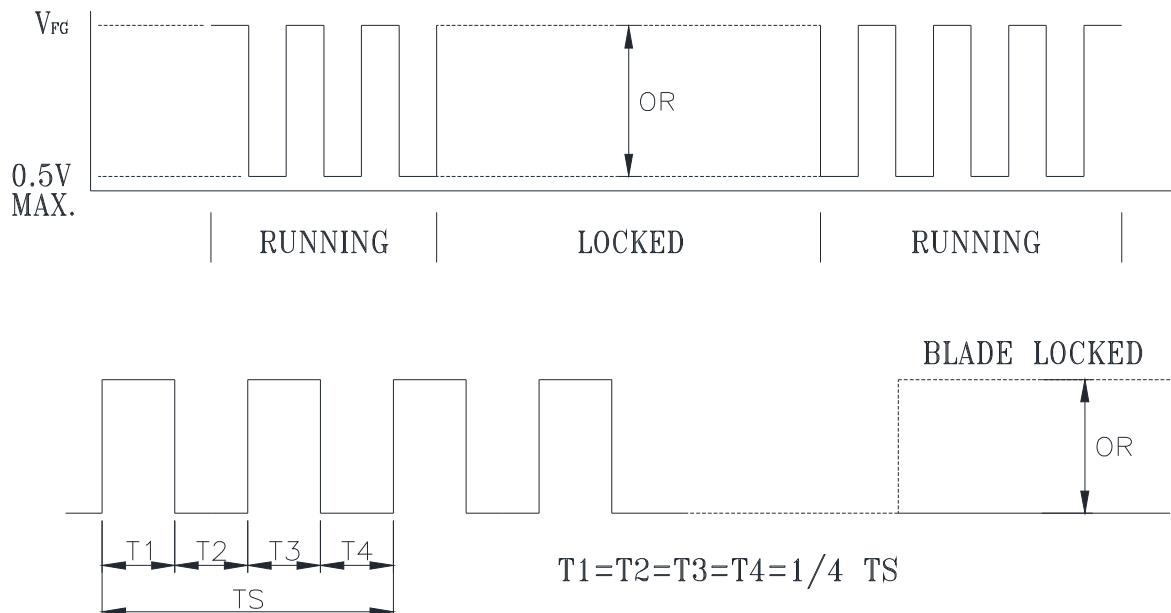 VFG
OR
0.5V
MAX.
RUNNING LOCKED RUNNING
BLADE LOCKED
OR
T1 T2 T3 T4
T1=T2=T3=T4=1/4 TS
TS